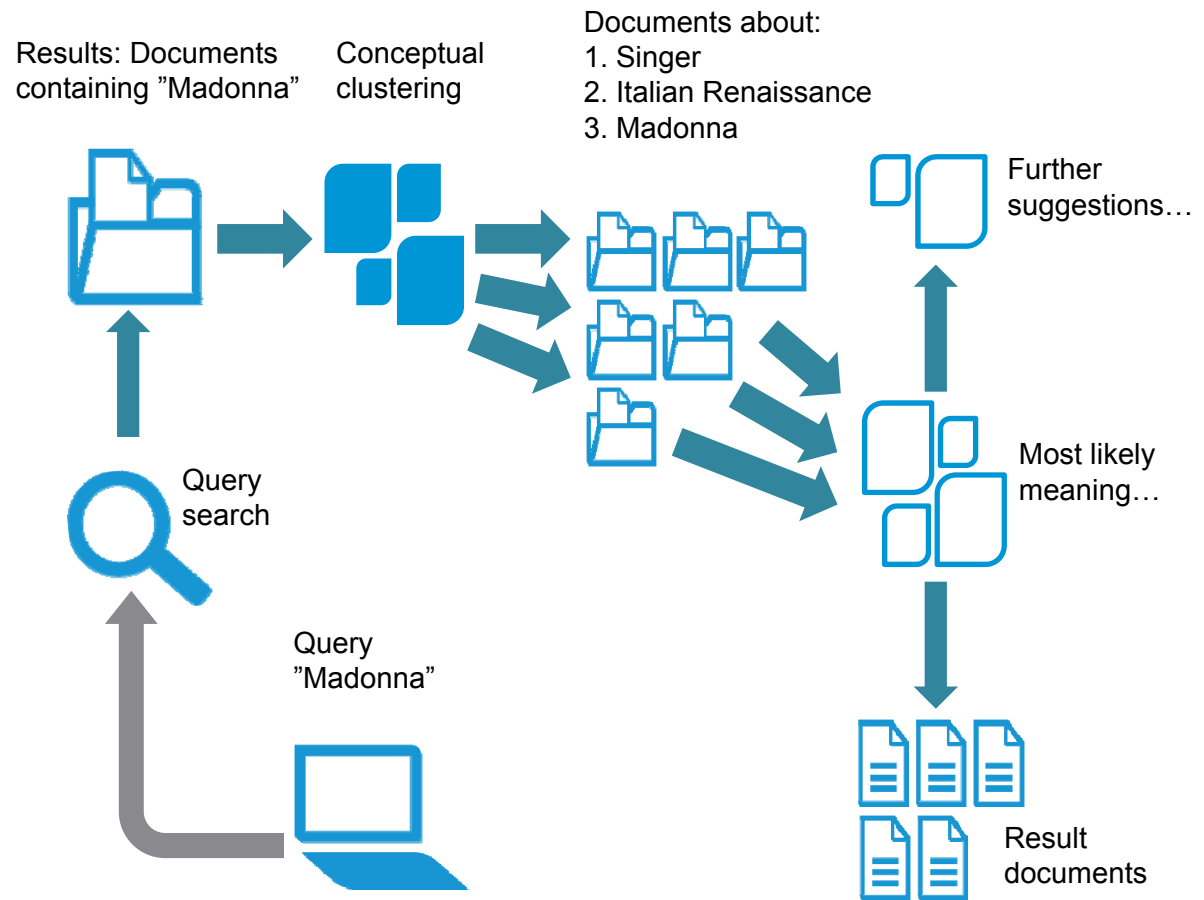 Results: Documents
containing ”Madonna”
Conceptual
clustering
Documents about:
1. Singer
2. Italian Renaissance
3. Madonna
Further
suggestions…
Most likely
meaning…
Query
search
Query
”Madonna”
Result
documents